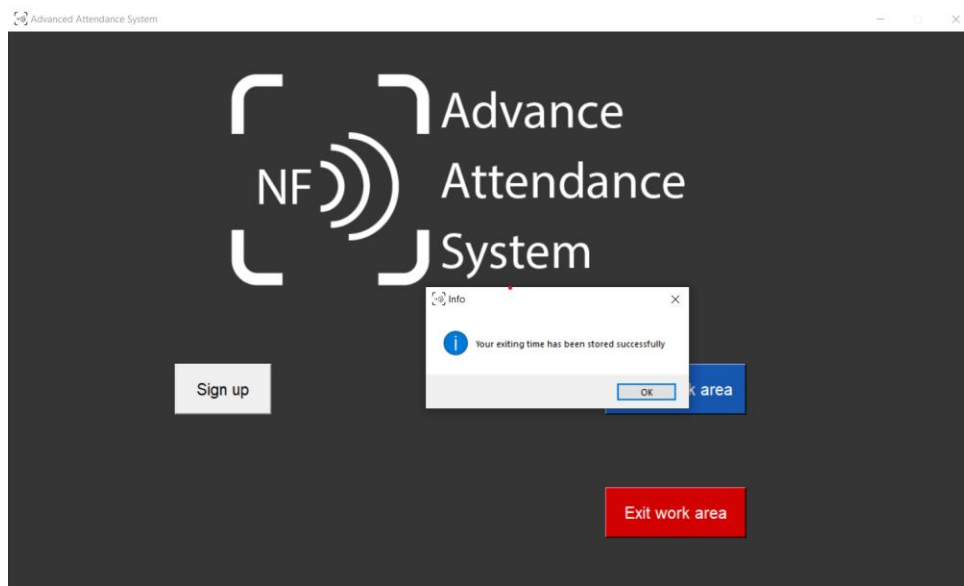 Advanced Attendance System
Advance
NF
Attendance
System
Info
Your exiting time has been stored successfully
OK
Sign up
area
Exit work area